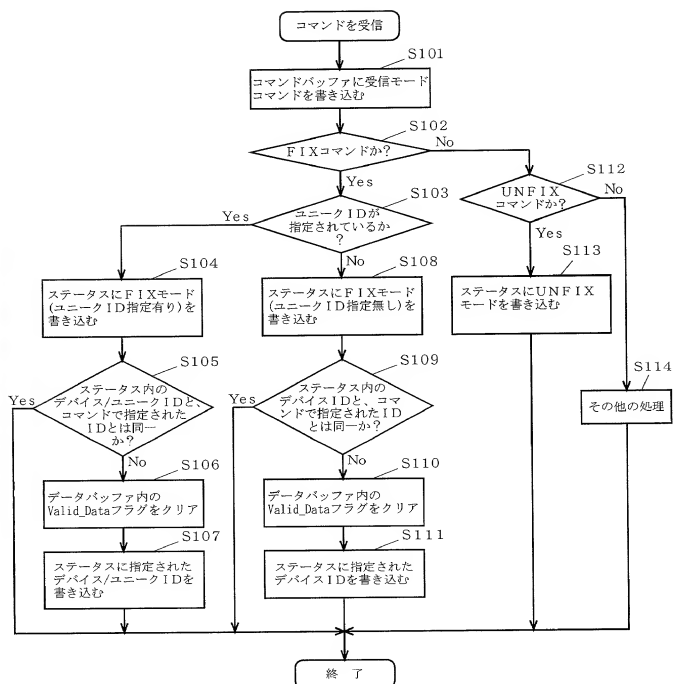 コマンドを受信
S101
コマンドバッファに受信モード
コマンドを書き込む
S102
FIXコマンドか?
No
Yes
S103
ユニークIDが
指定されているか
?
Yes
No
S112
UNFIX
コマンドか?
No
Yes
S104
ステータスにFIXモード
(ユニークID指定有り)を
書き込む
S108
ステータスにFIXモード
(ユニークID指定無し)を
書き込む
S113
ステータスにUNFIX
モードを書き込む
S105
ステータス内の
デバイス/ユニークIDと、
コマンドで指定された
IDとは同一
か?
Yes
No
S109
ステータス内の
デバイスIDと、コマ
ンドで指定されたID
とは同一か?
Yes
No
S114
その他の処理
S106
データバッファ内の
Valid_Dataフラグをクリア
S110
データバッファ内の
Valid_Dataフラグをクリア
S107
ステータスに指定された
デバイス/ユニークIDを
書き込む
S111
ステータスに指定された
デバイスIDを書き込む
終 了